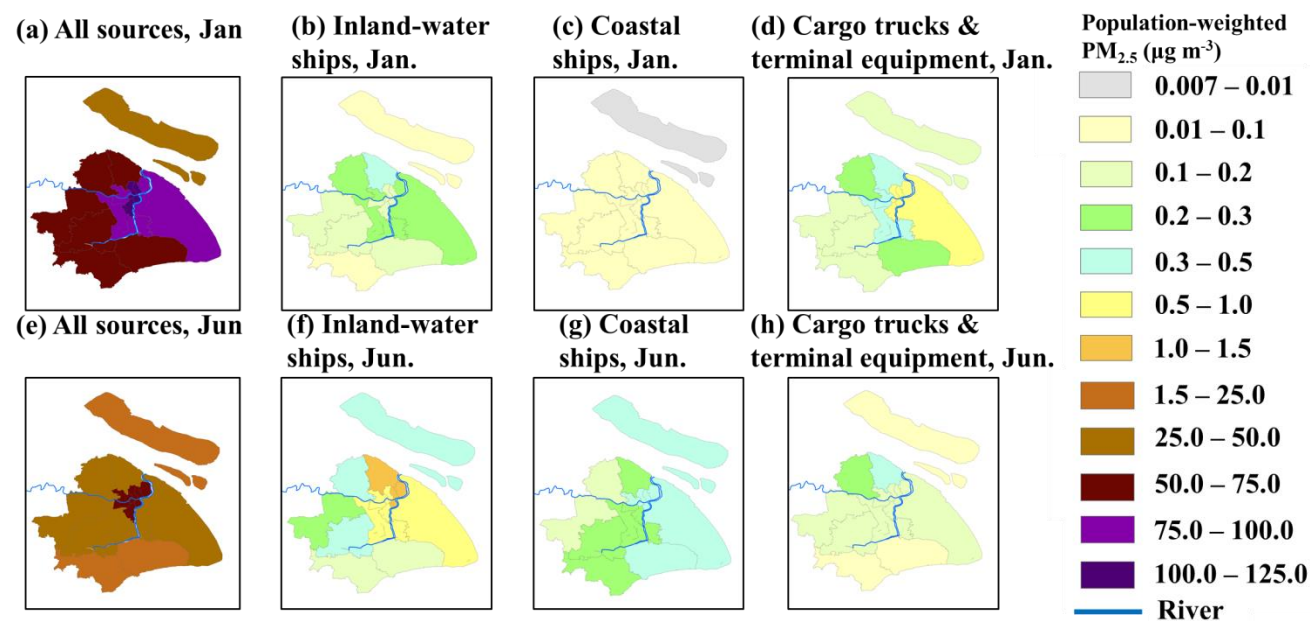 (a) All sources, Jan
(b) Inland-water
ships, Jan.
(c) Coastal
ships, Jan.
(d) Cargo trucks &
terminal equipment, Jan.
(e) All sources, Jun
(f) Inland-water
ships, Jun.
(g) Coastal
ships, Jun.
(h) Cargo trucks &
terminal equipment, Jun.
Population-weighted
PM2.5 (μg m-3)
0.007 – 0.01
0.01 – 0.1
0.1 – 0.2
0.2 – 0.3
0.3 – 0.5
0.5 – 1.0
1.0 – 1.5
1.5 – 25.0
25.0 – 50.0
50.0 – 75.0
75.0 – 100.0
100.0 – 125.0
River